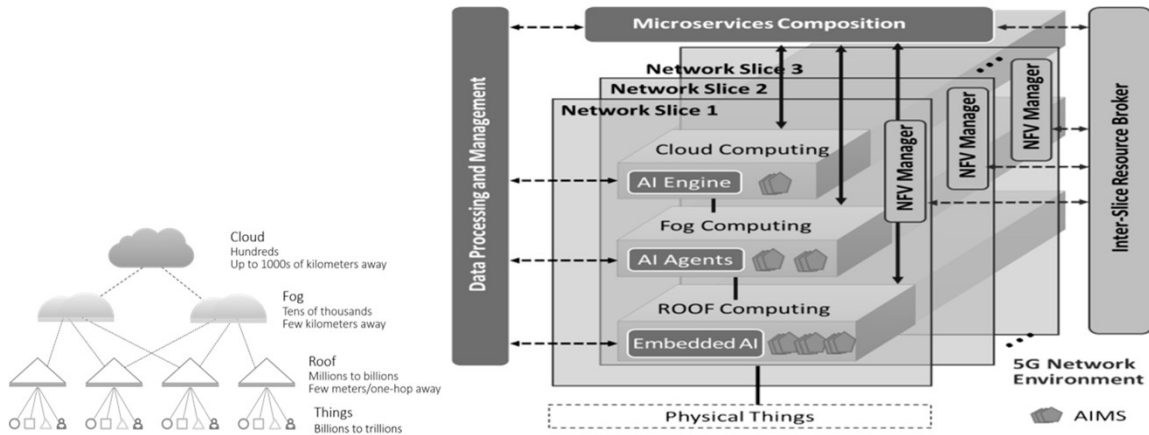 Cloud
Hundreds
Up to 1000s of kilometers away
Fog
Tens of thousands
Few kilometers away
Roof
Millions to billions
Few meters/one-hop away
Things
Billions to trillions
Data Processing and Management
Microservices Composition
Network Slice 3
Network Slice 2
Network Slice 1
Cloud Computing
AI Engine
Fog Computing
AI Agents
ROOF Computing
Embedded AI
NFV Manager
NFV Manager
NFV Manager
Inter-Slice Resource Broker
Physical Things
5G Network
Environment
AIMS